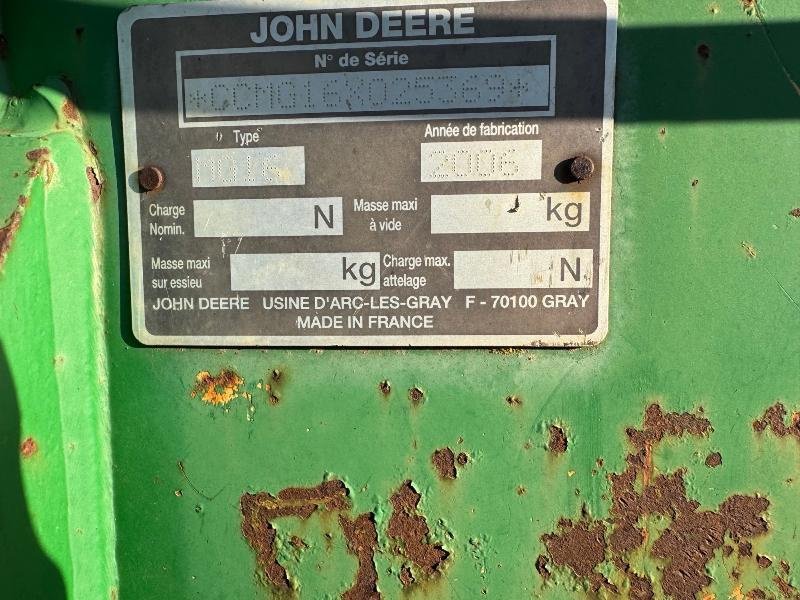 JOHN DEERE
N° de Série
*CCMG16X025369*
Type
M016
Année de fabrication
2006
Charge Nomin. N
Masse maxi à vide kg
Masse maxi sur essieu kg
Charge max. attelage N
JOHN DEERE USINE D'ARC-LES-GRAY F - 70100 GRAY
MADE IN FRANCE